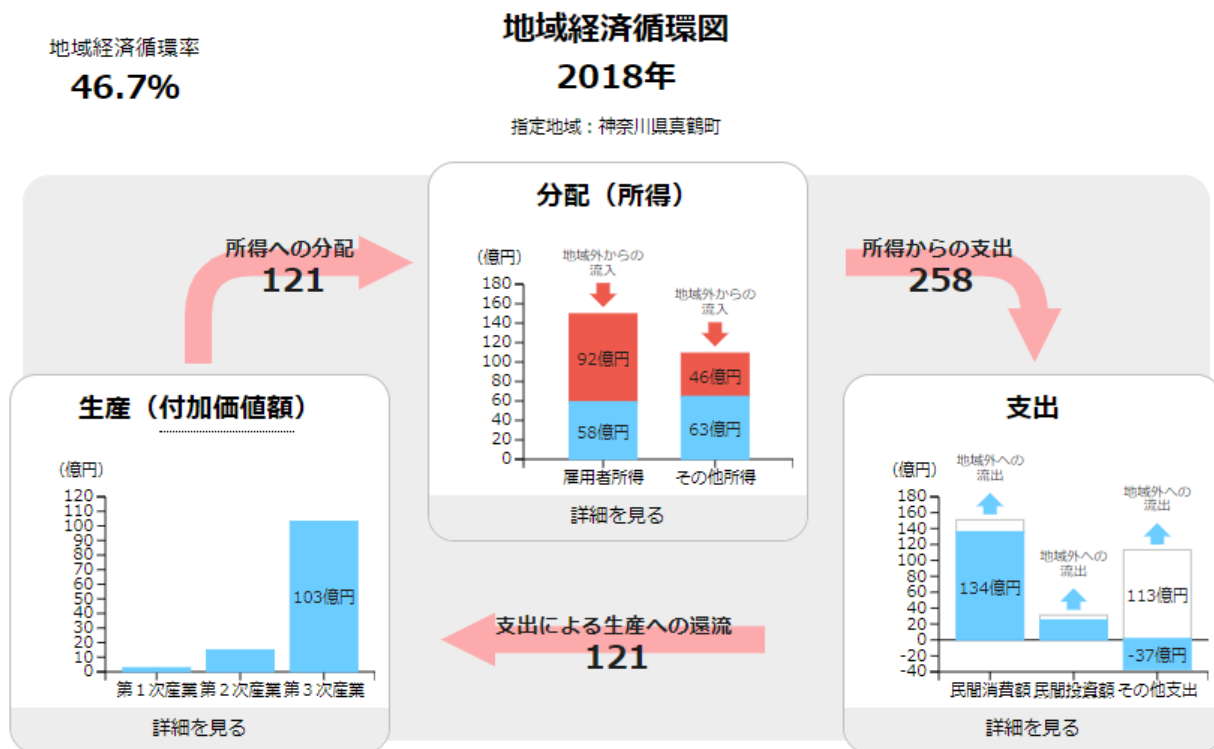 地域経済循環図
2018年
指定地域：神奈川県真鶴町
地域経済循環率
46.7%
所得への分配
121
分配（所得）
(億円)
地域外からの
流入
地域外からの
流入
180
160
140
120
100
80
60
40
20
0
92億円
46億円
58億円
63億円
雇用者所得
その他所得
詳細を見る
所得からの支出
258
生産（付加価値額）
(億円)
120
110
100
90
80
70
60
50
40
30
20
10
0
103億円
第１次産業
第２次産業
第３次産業
詳細を見る
支出による生産への還流
121
支出
(億円)
地域外への
流出
地域外への
流出
地域外への
流出
180
160
140
120
100
80
60
40
20
0
-20
-40
134億円
113億円
-37億円
民間消費額
民間投資額
その他支出
詳細を見る